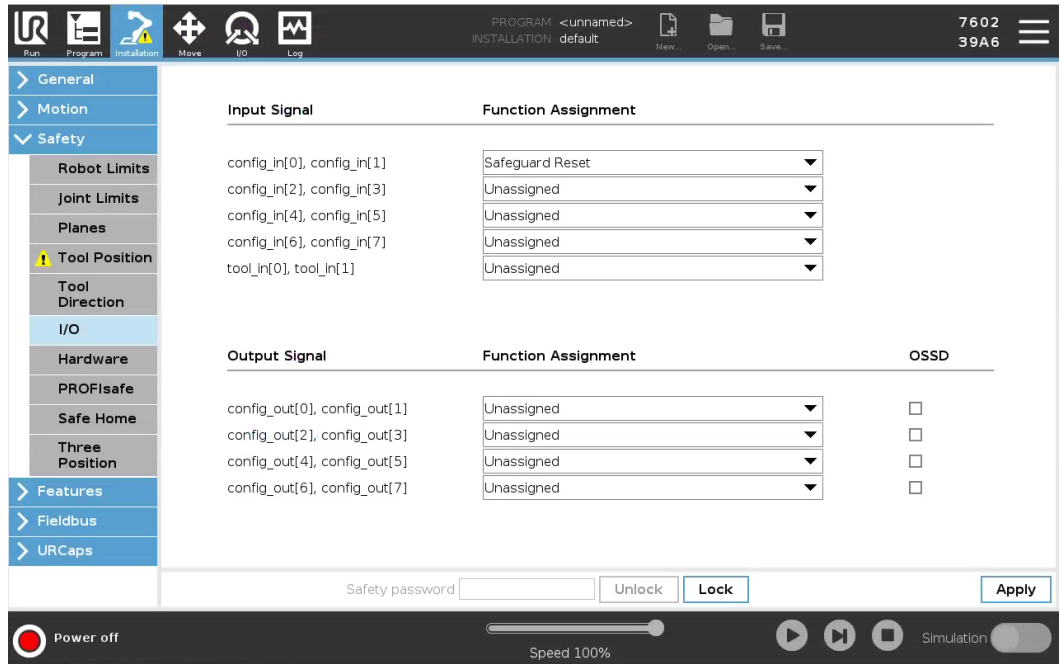 PROGRAM <unnamed>
INSTALLATION default
UR
Run
Program
Installation
Move
I/O
Log
New...
Open...
Save...
7602
39A6
General
Motion
Safety
Robot Limits
Joint Limits
Planes
Tool Position
Tool
Direction
I/O
Hardware
PROFIsafe
Safe Home
Three
Position
Features
Fieldbus
URCaps
Input Signal Function Assignment
config_in[0], config_in[1] Safeguard Reset
config_in[2], config_in[3] Unassigned
config_in[4], config_in[5] Unassigned
config_in[6], config_in[7] Unassigned
tool_in[0], tool_in[1] Unassigned
Output Signal Function Assignment OSSD
config_out[0], config_out[1] Unassigned
config_out[2], config_out[3] Unassigned
config_out[4], config_out[5] Unassigned
config_out[6], config_out[7] Unassigned
Safety password Unlock Lock Apply
Power off
Speed 100%
Simulation